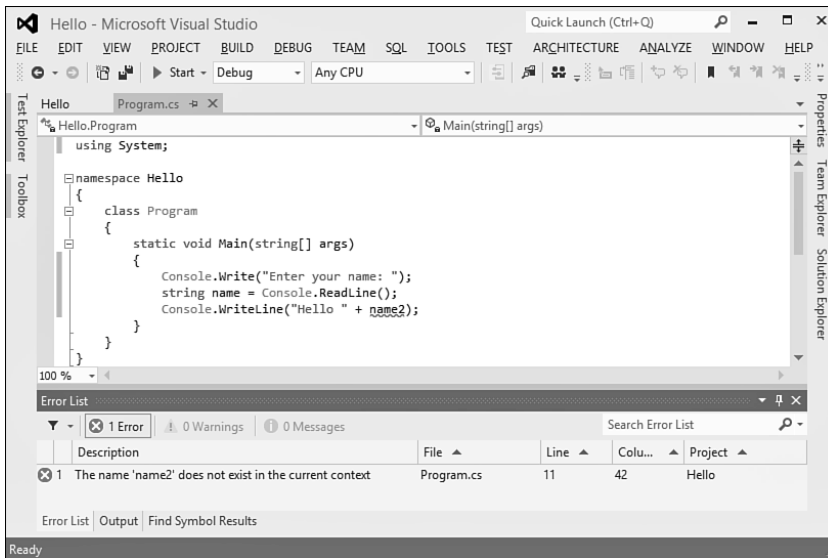 Hello - Microsoft Visual Studio
Quick Launch (Ctrl+Q)
FILE EDIT VIEW PROJECT BUILD DEBUG TEAM SQL TOOLS TEST ARCHITECTURE ANALYZE WINDOW HELP
Start Debug Any CPU
Test Explorer
Toolbox
Hello Program.cs
Hello.Program Main(string[] args)
using System;
namespace Hello
{
class Program
{
static void Main(string[] args)
{
Console.Write("Enter your name: ");
string name = Console.ReadLine();
Console.WriteLine("Hello " + name2);
}
}
}
100 %
Properties
Team Explorer
Solution Explorer
Error List
1 Error 0 Warnings 0 Messages Search Error List
Description File Line Colu... Project
1 The name 'name2' does not exist in the current context Program.cs 11 42 Hello
Error List Output Find Symbol Results
Ready